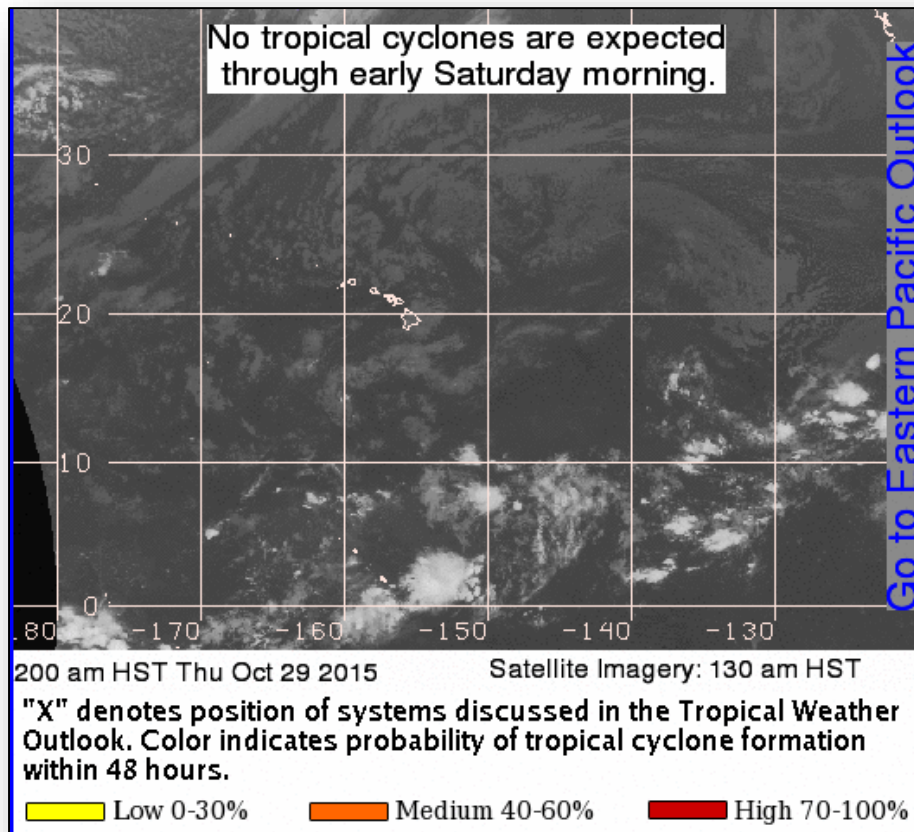 No tropical cyclones are expected
through early Saturday morning.
Go to Eastern Pacific Outlook
30
20
10
0
180 -170 -160 -150 -140 -130
200 am HST Thu Oct 29 2015 Satellite Imagery: 130 am HST
"X" denotes position of systems discussed in the Tropical Weather
Outlook. Color indicates probability of tropical cyclone formation
within 48 hours.
Low 0-30% Medium 40-60% High 70-100%